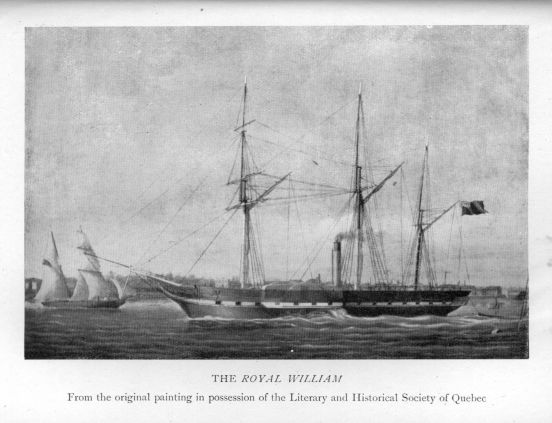 THE ROYAL WILLIAM
From the original painting in possession of the Literary and Historical Society of Quebec